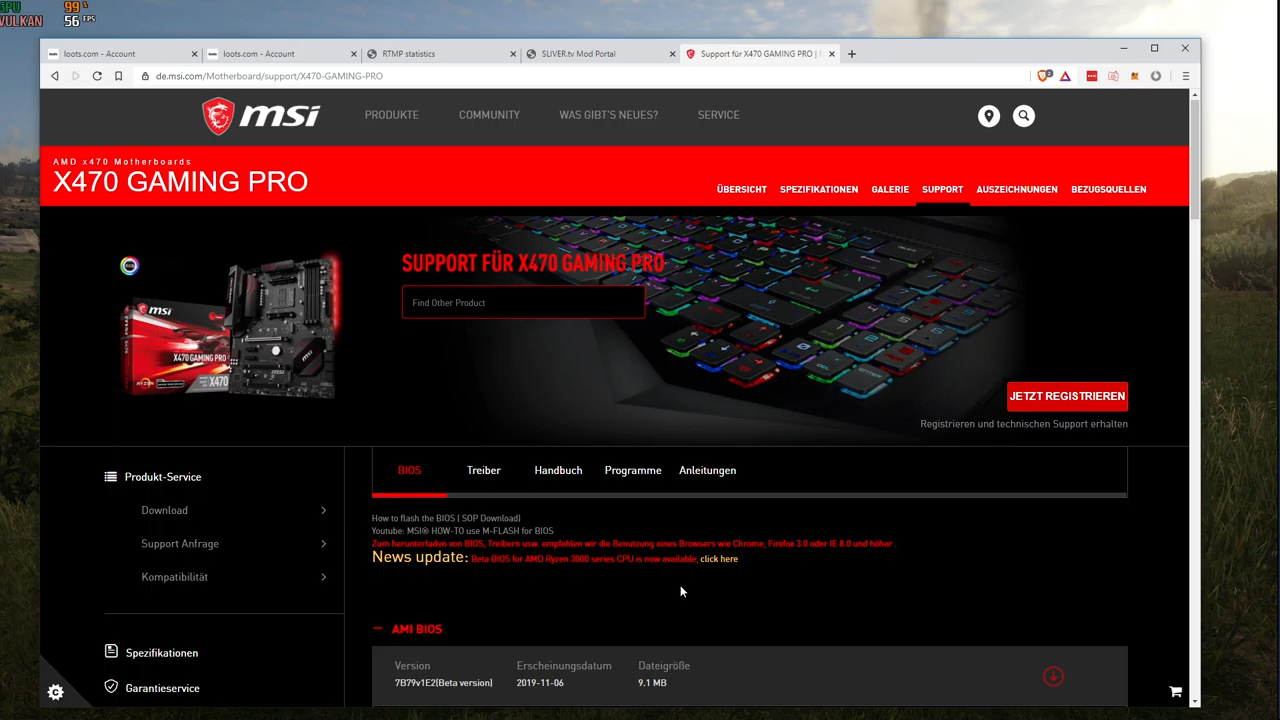 GPU 99 %
VULKAN 56 FPS
loots.com - Account
loots.com - Account
RTMP statistics
SLIVER.tv Mod Portal
Support für X470 GAMING PRO |
de.msi.com/Motherboard/support/X470-GAMING-PRO
msi
PRODUKTE
COMMUNITY
WAS GIBT'S NEUES?
SERVICE
AMD x470 Motherboards
X470 GAMING PRO
ÜBERSICHT
SPEZIFIKATIONEN
GALERIE
SUPPORT
AUSZEICHNUNGEN
BEZUGSQUELLEN
SUPPORT FÜR X470 GAMING PRO
Find Other Product
msi
X470 GAMING PRO
RYZEN
X470
JETZT REGISTRIEREN
Registrieren und technischen Support erhalten
Produkt-Service
Download
Support Anfrage
Kompatibilität
Spezifikationen
Garantieservice
BIOS
Treiber
Handbuch
Programme
Anleitungen
How to flash the BIOS ( SOP Download)
Youtube: MSI® HOW-TO use M-FLASH for BIOS
Zum herunterladen von BIOS, Treibern usw. empfehlen wir die Benutzung eines Browsers wie Chrome, Firefox 3.0 oder IE 8.0 und höher .
News update: Beta BIOS for AMD Ryzen 3000 series CPU is now available, click here
AMI BIOS
Version
Erscheinungsdatum
Dateigröße
7B79v1E2(Beta version)
2019-11-06
9.1 MB